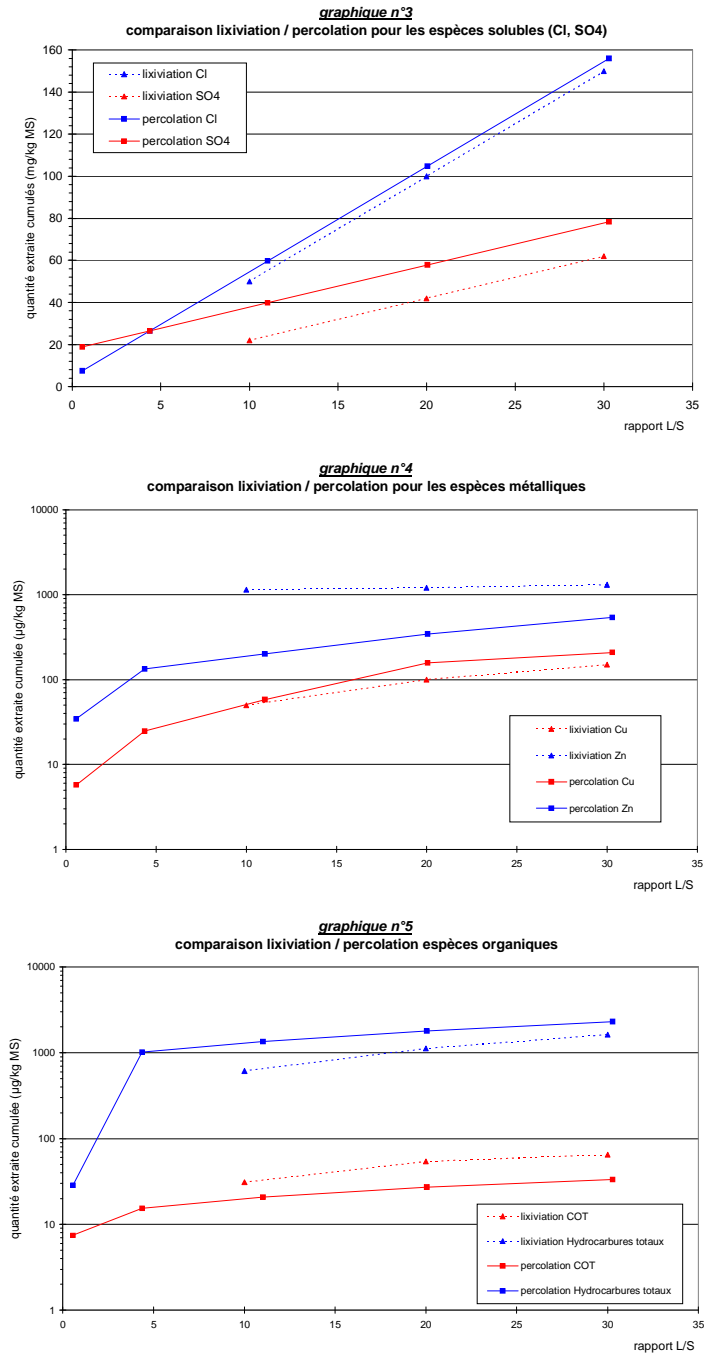 graphique n°3
comparaison lixiviation / percolation pour les espèces solubles (Cl, SO4)
quantité extraite cumulés (mg/kg MS)
160
140
120
100
80
60
40
20
0
lixiviation Cl
lixiviation SO4
percolation Cl
percolation SO4
0 5 10 15 20 25 30 35
rapport L/S
graphique n°4
comparaison lixiviation / percolation pour les espèces métalliques
quantité extraite cumulée (µg/kg MS)
10000
1000
100
10
1
lixiviation Cu
lixiviation Zn
percolation Cu
percolation Zn
0 5 10 15 20 25 30 35
rapport L/S
graphique n°5
comparaison lixiviation / percolation espèces organiques
quantité extraite cumulée (µg/kg MS)
10000
1000
100
10
1
lixiviation COT
lixiviation Hydrocarbures totaux
percolation COT
percolation Hydrocarbures totaux
0 5 10 15 20 25 30 35
rapport L/S